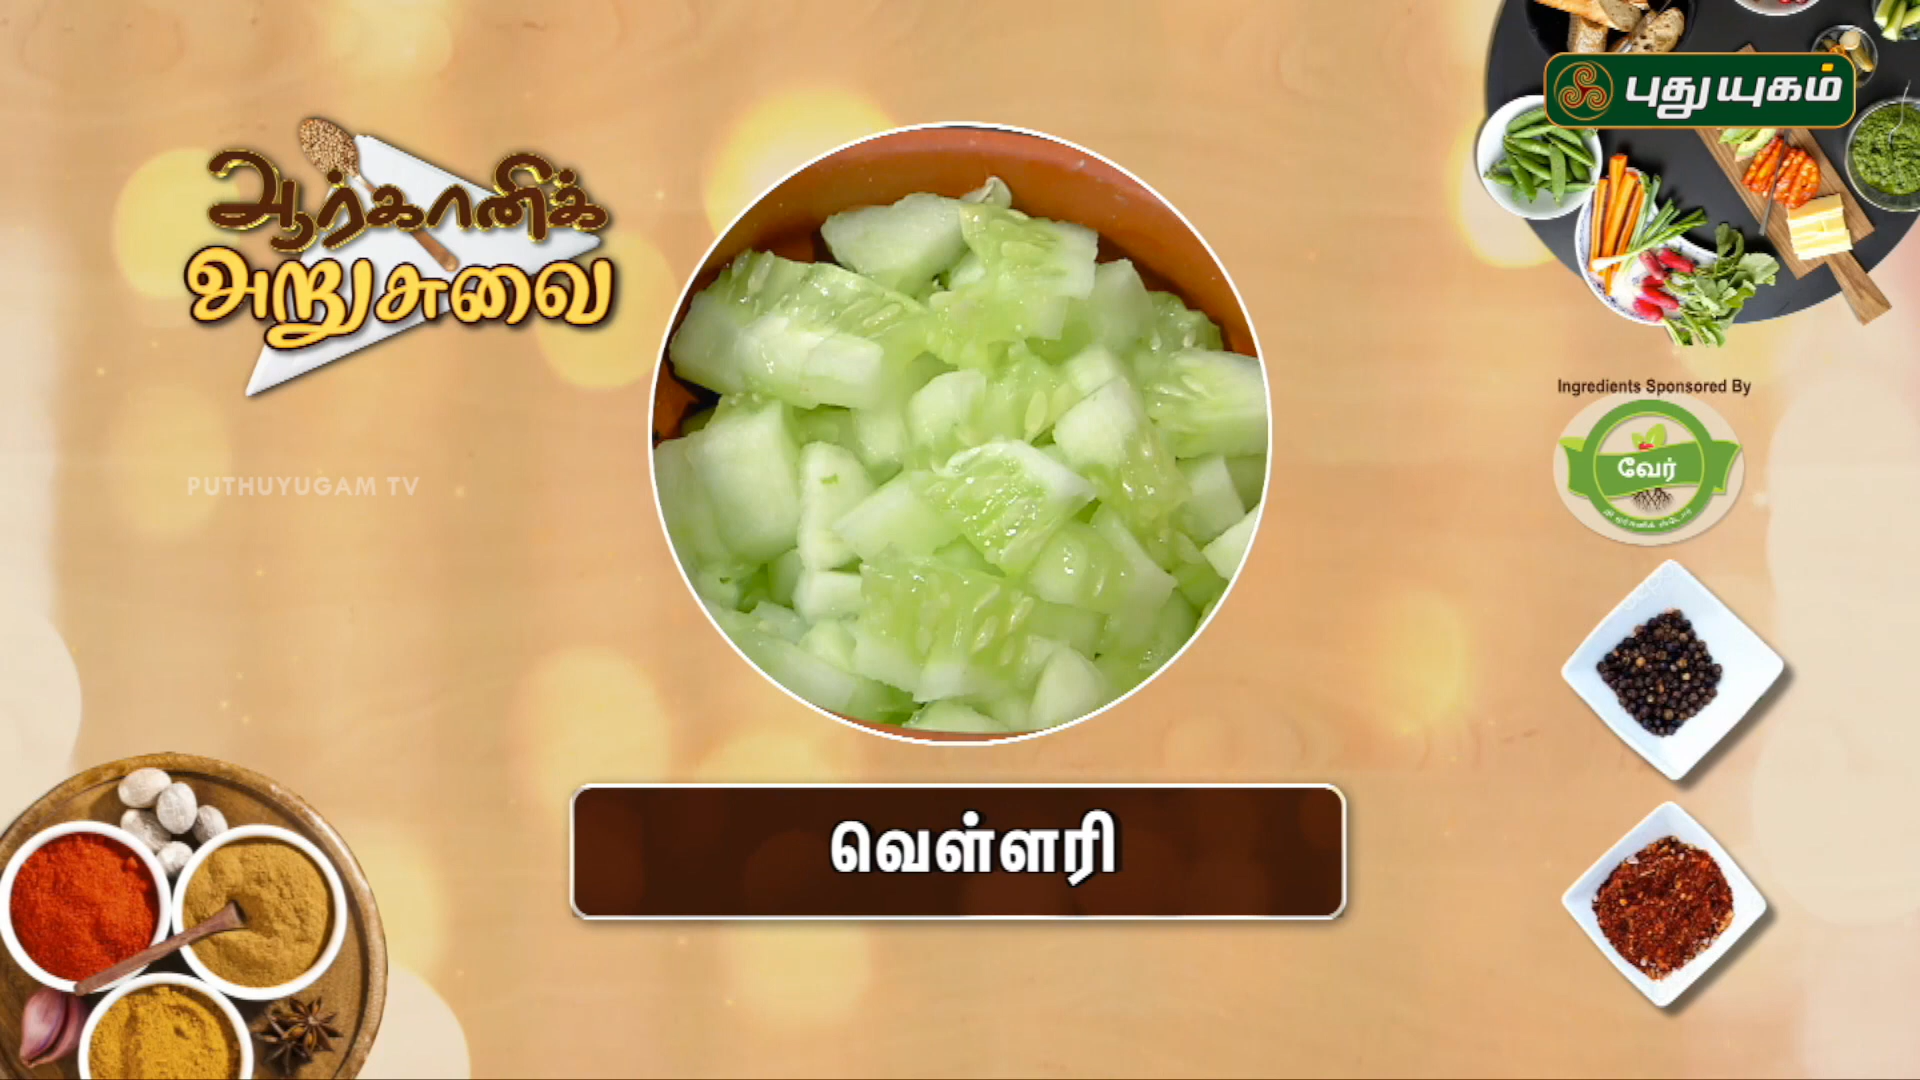 புதுயுகம்
ஆர்கானிக்
அறுசுவை
Ingredients Sponsored By
வேர்
PUTHUYUGAM TV
வெள்ளரி